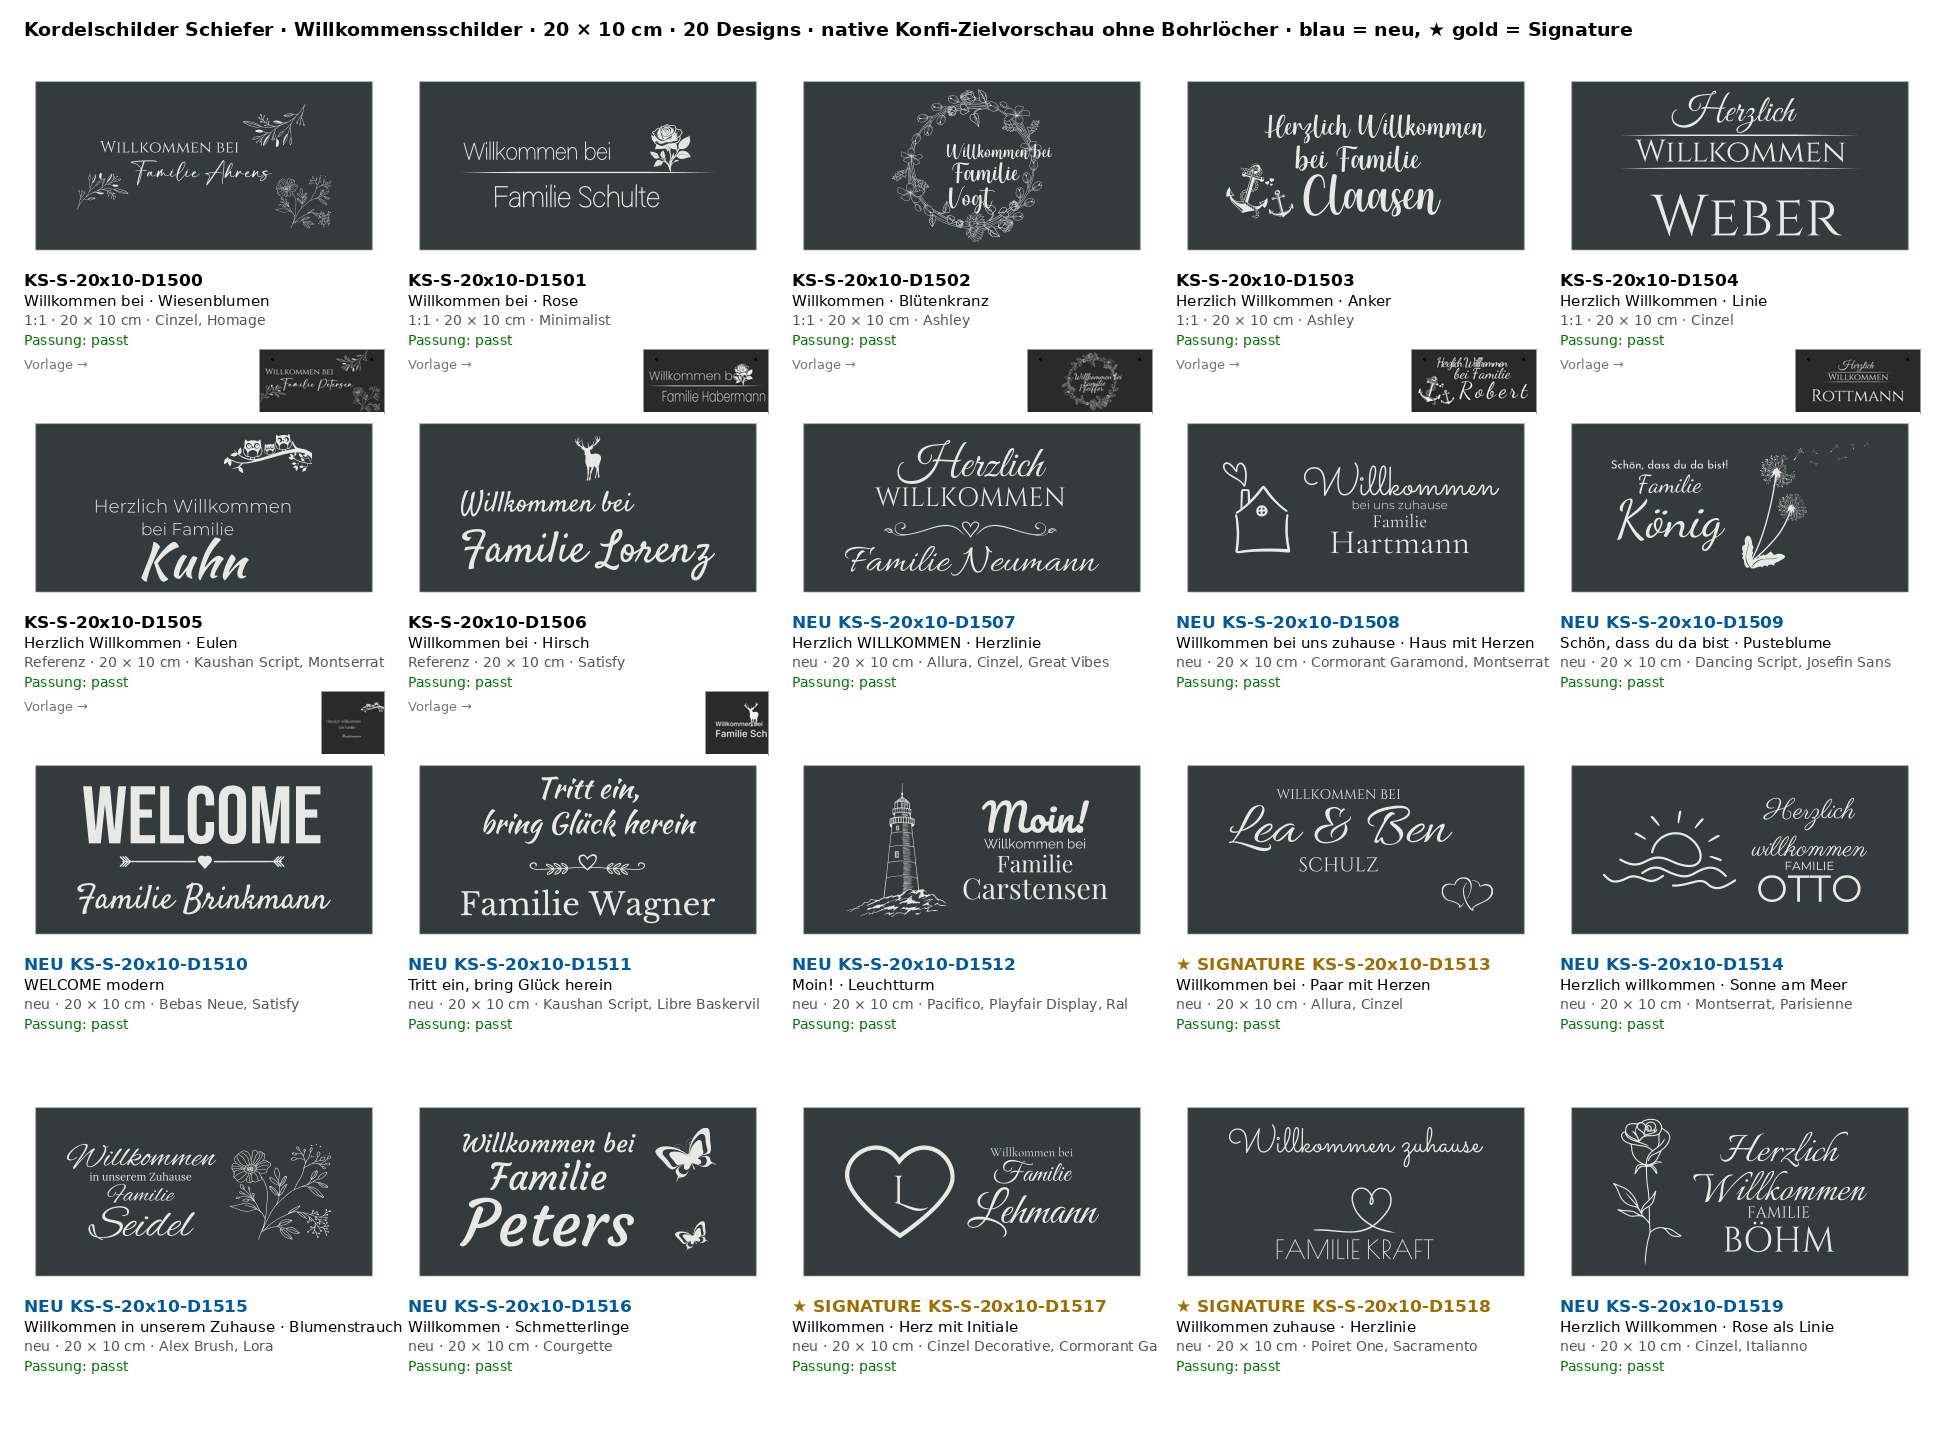 Kordelschilder Schiefer · Willkommensschilder · 20 × 10 cm · 20 Designs · native Konfi-Zielvorschau ohne Bohrlöcher · blau = neu, ★ gold = Signature
WILLKOMMEN BEI
Familie Ahrens
KS-S-20x10-D1500
Willkommen bei · Wiesenblumen
1:1 · 20 × 10 cm · Cinzel, Homage
Passung: passt
Vorlage →
WILLKOMMEN BEI
Familie Petersen
Willkommen bei
Familie Schulte
KS-S-20x10-D1501
Willkommen bei · Rose
1:1 · 20 × 10 cm · Minimalist
Passung: passt
Vorlage →
Willkommen b
Familie Habermann
Willkommen bei
Familie
Vogt
KS-S-20x10-D1502
Willkommen · Blütenkranz
1:1 · 20 × 10 cm · Ashley
Passung: passt
Vorlage →
Willkommen bei
Familie
Herzlich Willkommen
bei Familie
Claasen
KS-S-20x10-D1503
Herzlich Willkommen · Anker
1:1 · 20 × 10 cm · Ashley
Passung: passt
Vorlage →
Herzlich Willkommen
bei Familie
Robert
Herzlich
WILLKOMMEN
WEBER
KS-S-20x10-D1504
Herzlich Willkommen · Linie
1:1 · 20 × 10 cm · Cinzel
Passung: passt
Vorlage →
Herzlich
WILLKOMMEN
ROTTMANN
Herzlich Willkommen
bei Familie
Kuhn
KS-S-20x10-D1505
Herzlich Willkommen · Eulen
Referenz · 20 × 10 cm · Kaushan Script, Montserrat
Passung: passt
Vorlage →
Herzlich Willkommen
bei Familie
Willkommen bei
Familie Lorenz
KS-S-20x10-D1506
Willkommen bei · Hirsch
Referenz · 20 × 10 cm · Satisfy
Passung: passt
Vorlage →
Willkommen bei
Familie Sch
Herzlich
WILLKOMMEN
Familie Neumann
NEU KS-S-20x10-D1507
Herzlich WILLKOMMEN · Herzlinie
neu · 20 × 10 cm · Allura, Cinzel, Great Vibes
Passung: passt
Willkommen
bei uns zuhause
Familie
Hartmann
NEU KS-S-20x10-D1508
Willkommen bei uns zuhause · Haus mit Herzen
neu · 20 × 10 cm · Cormorant Garamond, Montserrat
Passung: passt
Schön, dass du da bist!
Familie
König
NEU KS-S-20x10-D1509
Schön, dass du da bist · Pusteblume
neu · 20 × 10 cm · Dancing Script, Josefin Sans
Passung: passt
WELCOME
Familie Brinkmann
NEU KS-S-20x10-D1510
WELCOME modern
neu · 20 × 10 cm · Bebas Neue, Satisfy
Passung: passt
Tritt ein,
bring Glück herein
Familie Wagner
NEU KS-S-20x10-D1511
Tritt ein, bring Glück herein
neu · 20 × 10 cm · Kaushan Script, Libre Baskervil
Passung: passt
Moin!
Willkommen bei
Familie
Carstensen
NEU KS-S-20x10-D1512
Moin! · Leuchtturm
neu · 20 × 10 cm · Pacifico, Playfair Display, Ral
Passung: passt
WILLKOMMEN BEI
Lea & Ben
SCHULZ
★ SIGNATURE KS-S-20x10-D1513
Willkommen bei · Paar mit Herzen
neu · 20 × 10 cm · Allura, Cinzel
Passung: passt
Herzlich
willkommen
FAMILIE
OTTO
NEU KS-S-20x10-D1514
Herzlich willkommen · Sonne am Meer
neu · 20 × 10 cm · Montserrat, Parisienne
Passung: passt
Willkommen
in unserem Zuhause
Familie
Seidel
NEU KS-S-20x10-D1515
Willkommen in unserem Zuhause · Blumenstrauch
neu · 20 × 10 cm · Alex Brush, Lora
Passung: passt
Willkommen bei
Familie
Peters
NEU KS-S-20x10-D1516
Willkommen · Schmetterlinge
neu · 20 × 10 cm · Courgette
Passung: passt
L
Willkommen bei
Familie
Lehmann
★ SIGNATURE KS-S-20x10-D1517
Willkommen · Herz mit Initiale
neu · 20 × 10 cm · Cinzel Decorative, Cormorant Ga
Passung: passt
Willkommen zuhause
FAMILIE KRAFT
★ SIGNATURE KS-S-20x10-D1518
Willkommen zuhause · Herzlinie
neu · 20 × 10 cm · Poiret One, Sacramento
Passung: passt
Herzlich
Willkommen
FAMILIE
BÖHM
NEU KS-S-20x10-D1519
Herzlich Willkommen · Rose als Linie
neu · 20 × 10 cm · Cinzel, Italianno
Passung: passt